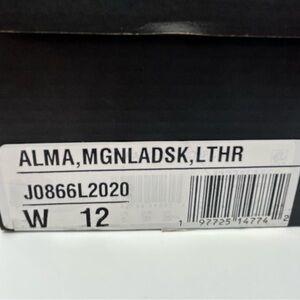 ALMA,MGNLADSK,LTHR
J0866L2020
W 12
1 97725 14774 2